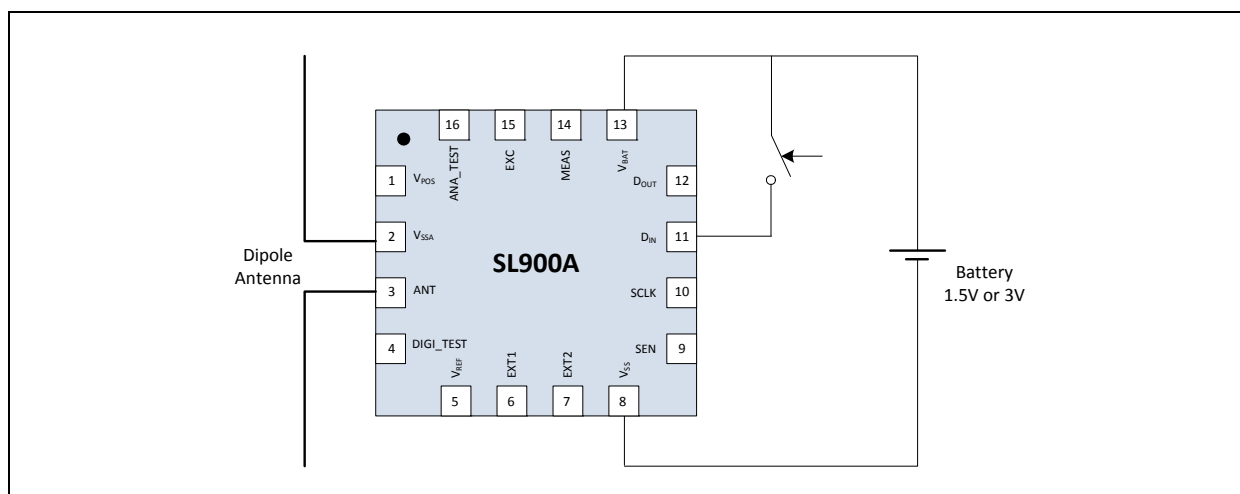 16
15
14
13
ANA_TEST
EXC
MEAS
VBAT
1
VPOS
DOUT
12
2
VSSA
DIN
11
Dipole
Antenna
SL900A
Battery
1.5V or 3V
3
ANT
SCLK
10
4
DIGI_TEST
SEN
9
VREF
EXT1
EXT2
VSS
5
6
7
8